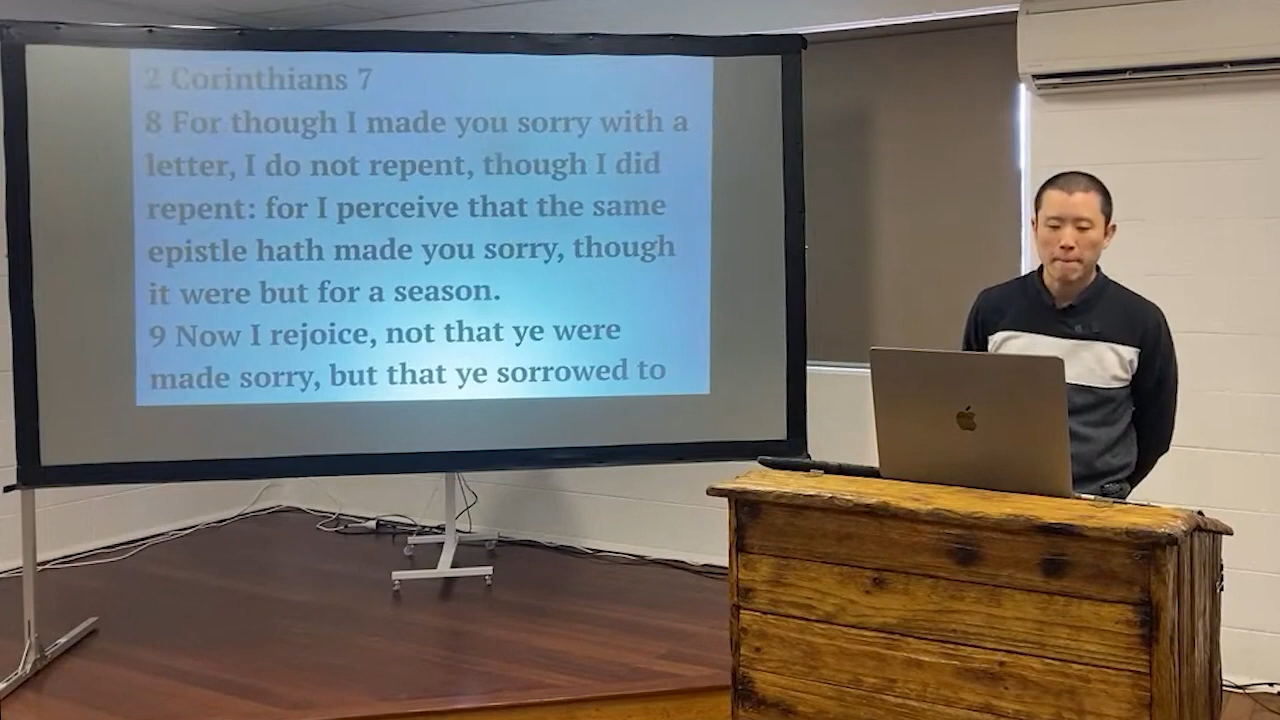 2 Corinthians 7
8 For though I made you sorry with a
letter, I do not repent, though I did
repent: for I perceive that the same
epistle hath made you sorry, though
it were but for a season.
9 Now I rejoice, not that ye were
made sorry, but that ye sorrowed to